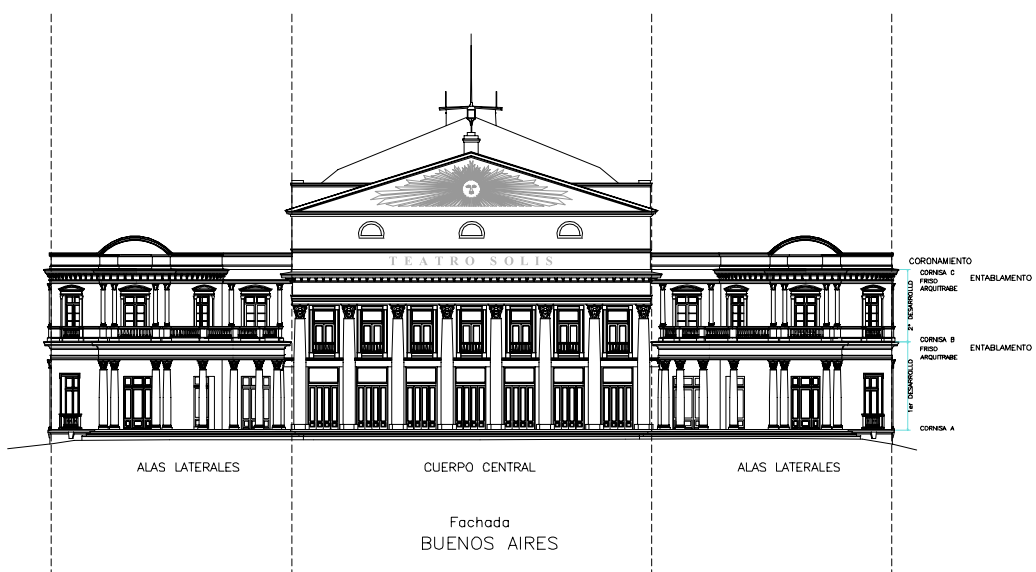 TEATRO SOLIS
CORONAMIENTO
CORNISA C
FRISO
ARQUITRABE
ENTABLAMENTO
2º DESARROLLO
CORNISA B
FRISO
ARQUITRABE
ENTABLAMENTO
1er DESARROLLO
CORNISA A
ALAS LATERALES
CUERPO CENTRAL
ALAS LATERALES
Fachada
BUENOS AIRES